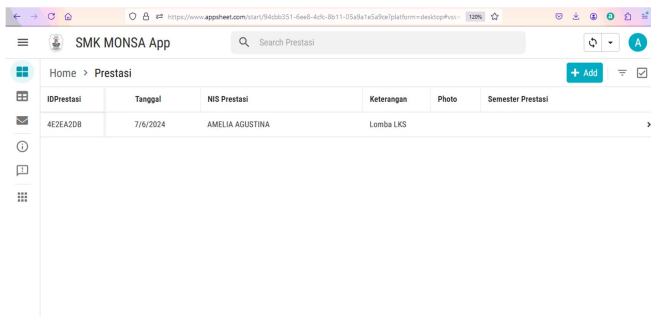 https://www.appsheet.com/start/94cbb351-6ee8-4cfc-8b11-05a9a1e5a9ce?platform=desktop#vss= 120%
SMK MONSA App
Search Prestasi
A
Home > Prestasi
+ Add
IDPrestasi Tanggal NIS Prestasi Keterangan Photo Semester Prestasi
4E2EA2DB 7/6/2024 AMELIA AGUSTINA Lomba LKS